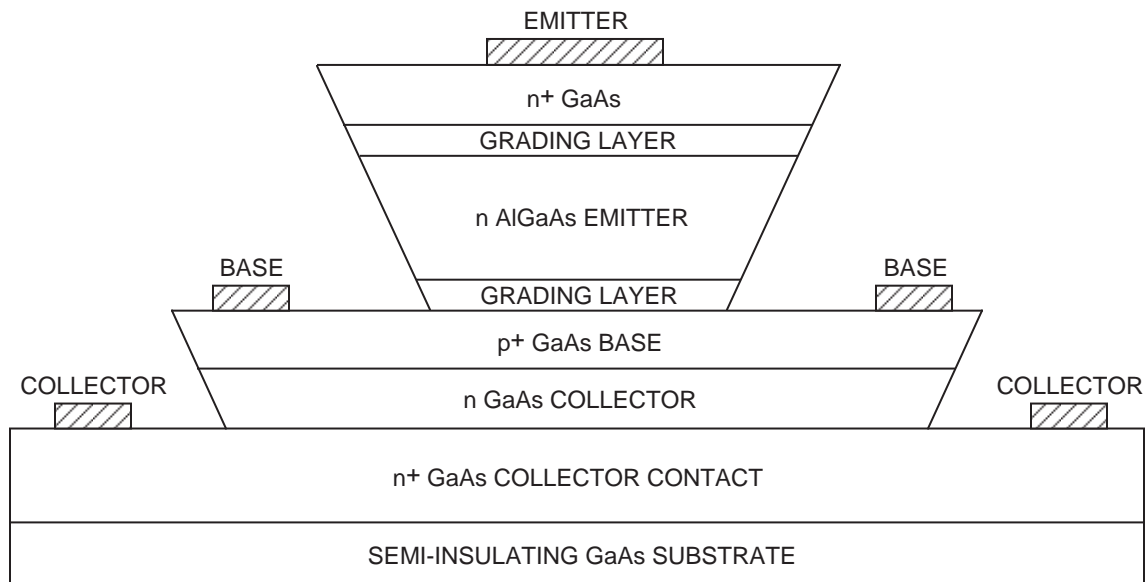 EMITTER
n+ GaAs
GRADING LAYER
n AlGaAs EMITTER
BASE
BASE
GRADING LAYER
p+ GaAs BASE
COLLECTOR
COLLECTOR
n GaAs COLLECTOR
n+ GaAs COLLECTOR CONTACT
SEMI-INSULATING GaAs SUBSTRATE